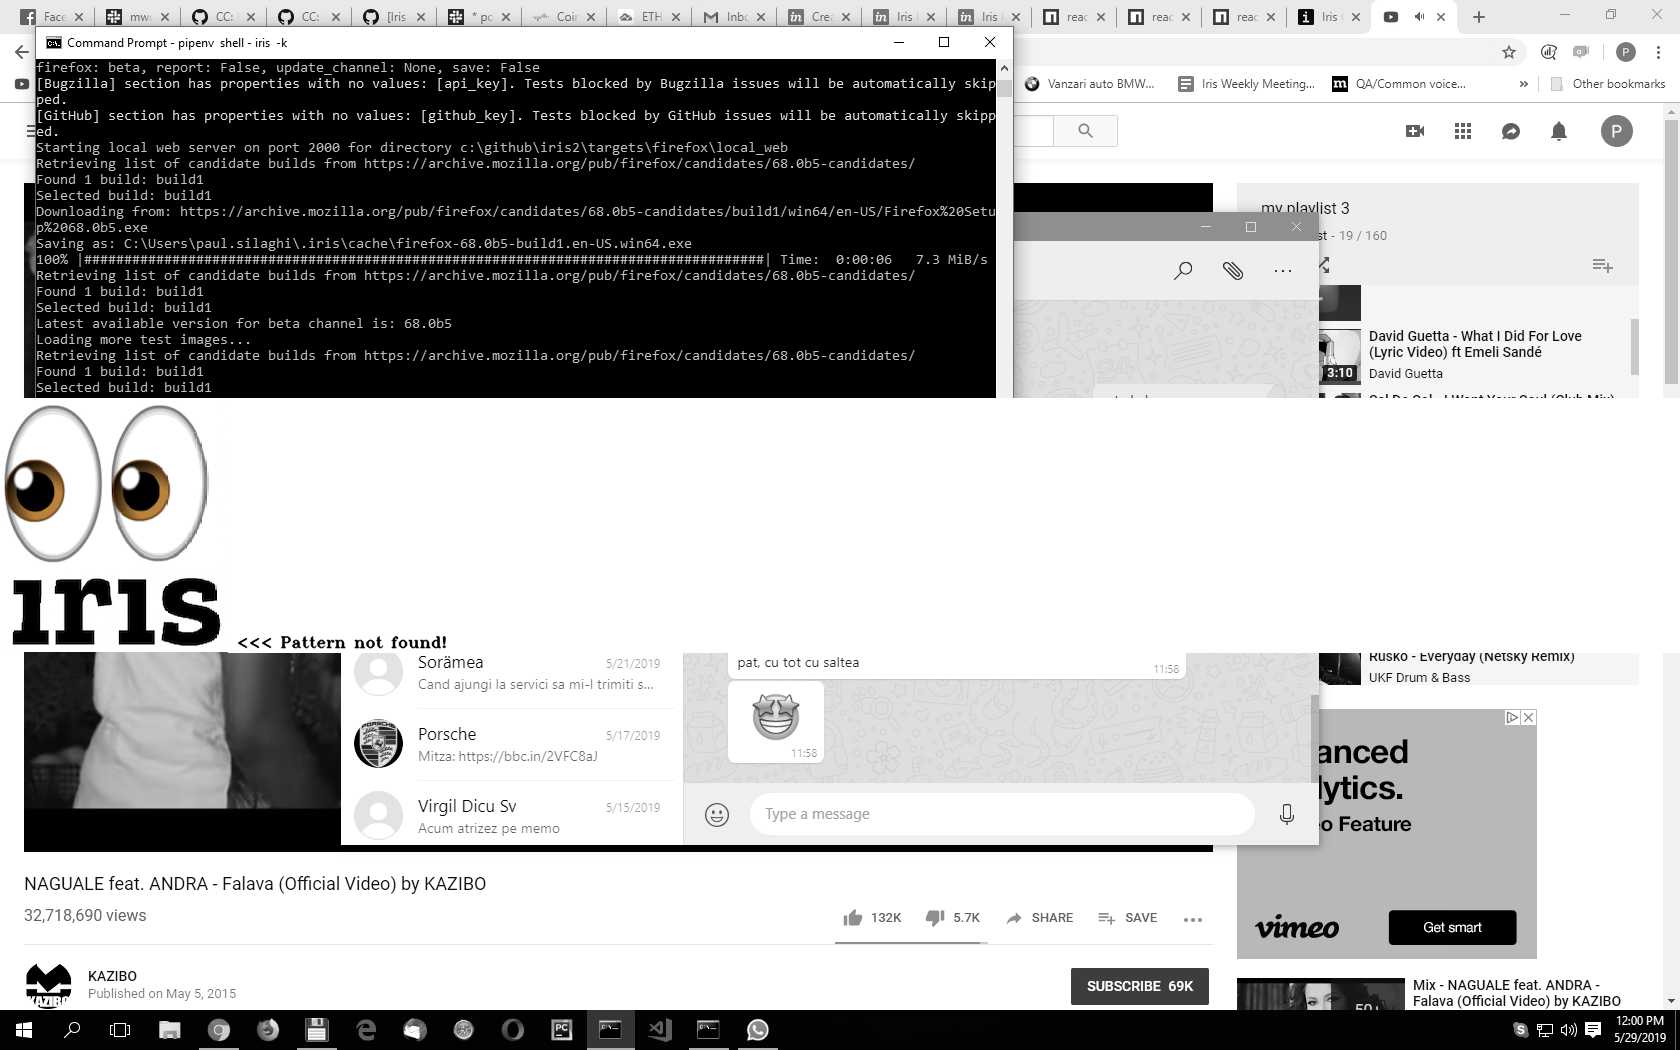 Face
mw
CC:
CC:
[Iris
* po
Coin
ETH
Inbo
Crea
Iris
Iris
reac
reac
reac
Iris
Command Prompt - pipenv  shell - iris  -k
Vanzari auto BMW...
Iris Weekly Meeting...
QA/Common voice...
»
Other bookmarks
P
firefox: beta, report: False, update_channel: None, save: False
[Bugzilla] section has properties with no values: [api_key]. Tests blocked by Bugzilla issues will be automatically skip
ped.
[GitHub] section has properties with no values: [github_key]. Tests blocked by GitHub issues will be automatically skipp
ed.
Starting local web server on port 2000 for directory c:\github\iris2\targets\firefox\local_web
Retrieving list of candidate builds from https://archive.mozilla.org/pub/firefox/candidates/68.0b5-candidates/
Found 1 build: build1
Selected build: build1
Downloading from: https://archive.mozilla.org/pub/firefox/candidates/68.0b5-candidates/build1/win64/en-US/Firefox%20Setu
p%2068.0b5.exe
Saving as: C:\Users\paul.silaghi\.iris\cache\firefox-68.0b5-build1.en-US.win64.exe
100% |#####################################################################################| Time:  0:00:06   7.3 MiB/s
Retrieving list of candidate builds from https://archive.mozilla.org/pub/firefox/candidates/68.0b5-candidates/
Found 1 build: build1
Selected build: build1
Latest available version for beta channel is: 68.0b5
Loading more test images...
Retrieving list of candidate builds from https://archive.mozilla.org/pub/firefox/candidates/68.0b5-candidates/
Found 1 build: build1
Selected build: build1
P
my playlist 3
st - 19 / 160
David Guetta - What I Did For Love
(Lyric Video) ft Emeli Sandé
3:10
David Guetta
iris
<<< Pattern not found!
Sorämea
5/21/2019
Cand ajungi la servici sa mi-l trimiti s...
PORSCHE
Porsche
5/17/2019
Mitza: https://bbc.in/2VFC8aJ
Virgil Dicu Sv
5/15/2019
Acum atrizez pe memo
pat, cu tot cu saltea
11:58
11:58
Type a message
Rusko - Everyday (Netsky Remix)
UKF Drum & Bass
anced
lytics.
o Feature
vimeo
Get smart
NAGUALE feat. ANDRA - Falava (Official Video) by KAZIBO
32,718,690 views
132K
5.7K
SHARE
SAVE
KAZIBO
KAZIBO
Published on May 5, 2015
SUBSCRIBE  69K
50+
Mix - NAGUALE feat. ANDRA -
Falava (Official Video) by KAZIBO
PC
12:00 PM
5/29/2019